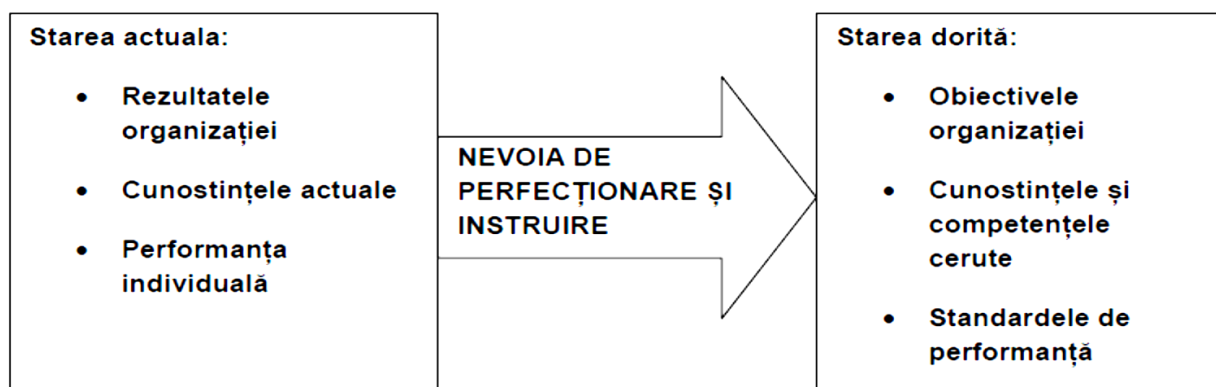 Starea actuala:
• Rezultatele
organizației
• Cunostințele actuale
• Performanța
individuală
NEVOIA DE
PERFECȚIONARE ȘI
INSTRUIRE
Starea dorită:
• Obiectivele
organizației
• Cunostințele și
competențele
cerute
• Standardele de
performanță